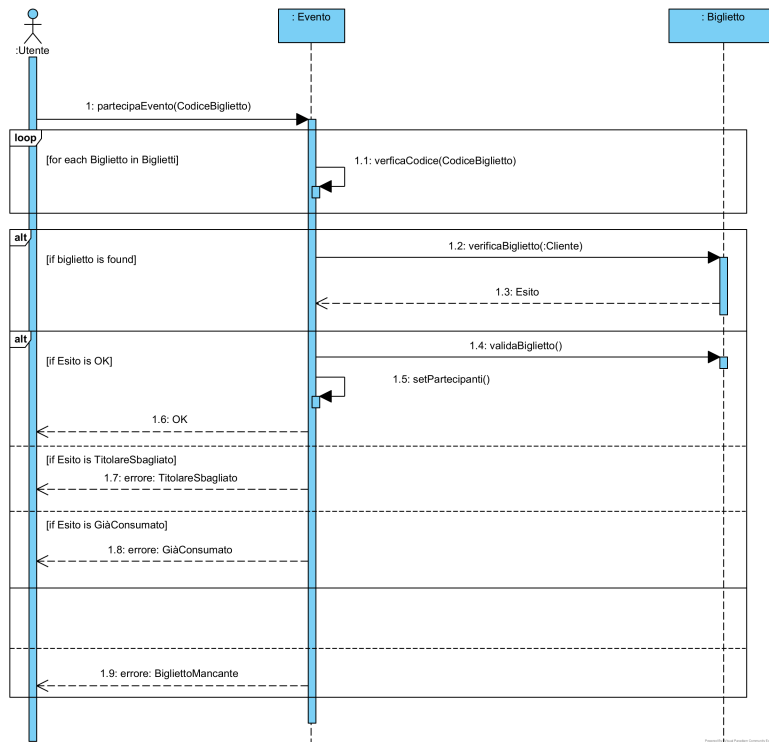 : Evento
: Biglietto
:Utente
1: partecipaEvento(CodiceBiglietto)
loop
[for each Biglietto in Biglietti]
1.1: verficaCodice(CodiceBiglietto)
alt
[if biglietto is found]
1.2: verificaBiglietto(:Cliente)
1.3: Esito
alt
[if Esito is OK]
1.4: validaBiglietto()
1.5: setPartecipanti()
1.6: OK
[if Esito is TitolareSbagliato]
1.7: errore: TitolareSbagliato
[if Esito is GiàConsumato]
1.8: errore: GiàConsumato
1.9: errore: BigliettoMancante